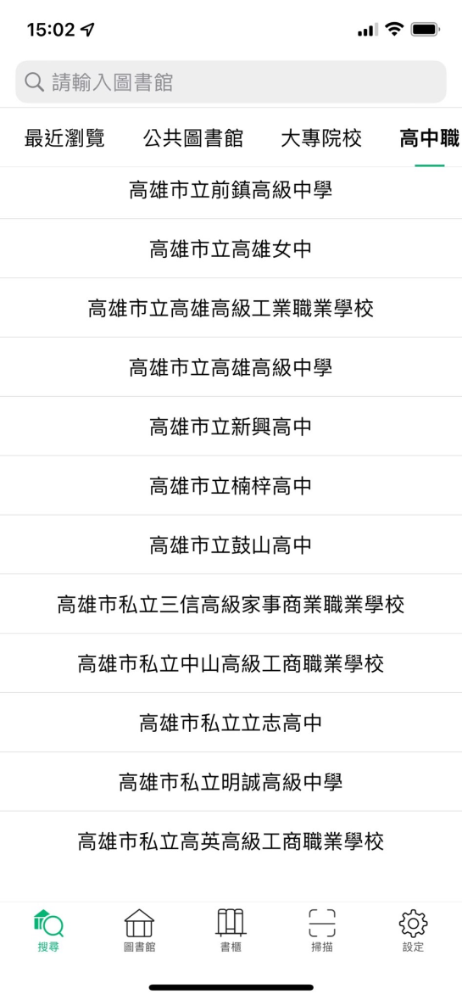 15:02
請輸入圖書館
最近瀏覽 公共圖書館 大專院校 高中職
高雄市立前鎮高級中學
高雄市立高雄女中
高雄市立高雄高級工業職業學校
高雄市立高雄高級中學
高雄市立新興高中
高雄市立楠梓高中
高雄市立鼓山高中
高雄市私立三信高級家事商業職業學校
高雄市私立中山高級工商職業學校
高雄市私立立志高中
高雄市私立明誠高級中學
高雄市私立高英高級工商職業學校
搜尋 圖書館 書櫃 掃描 設定